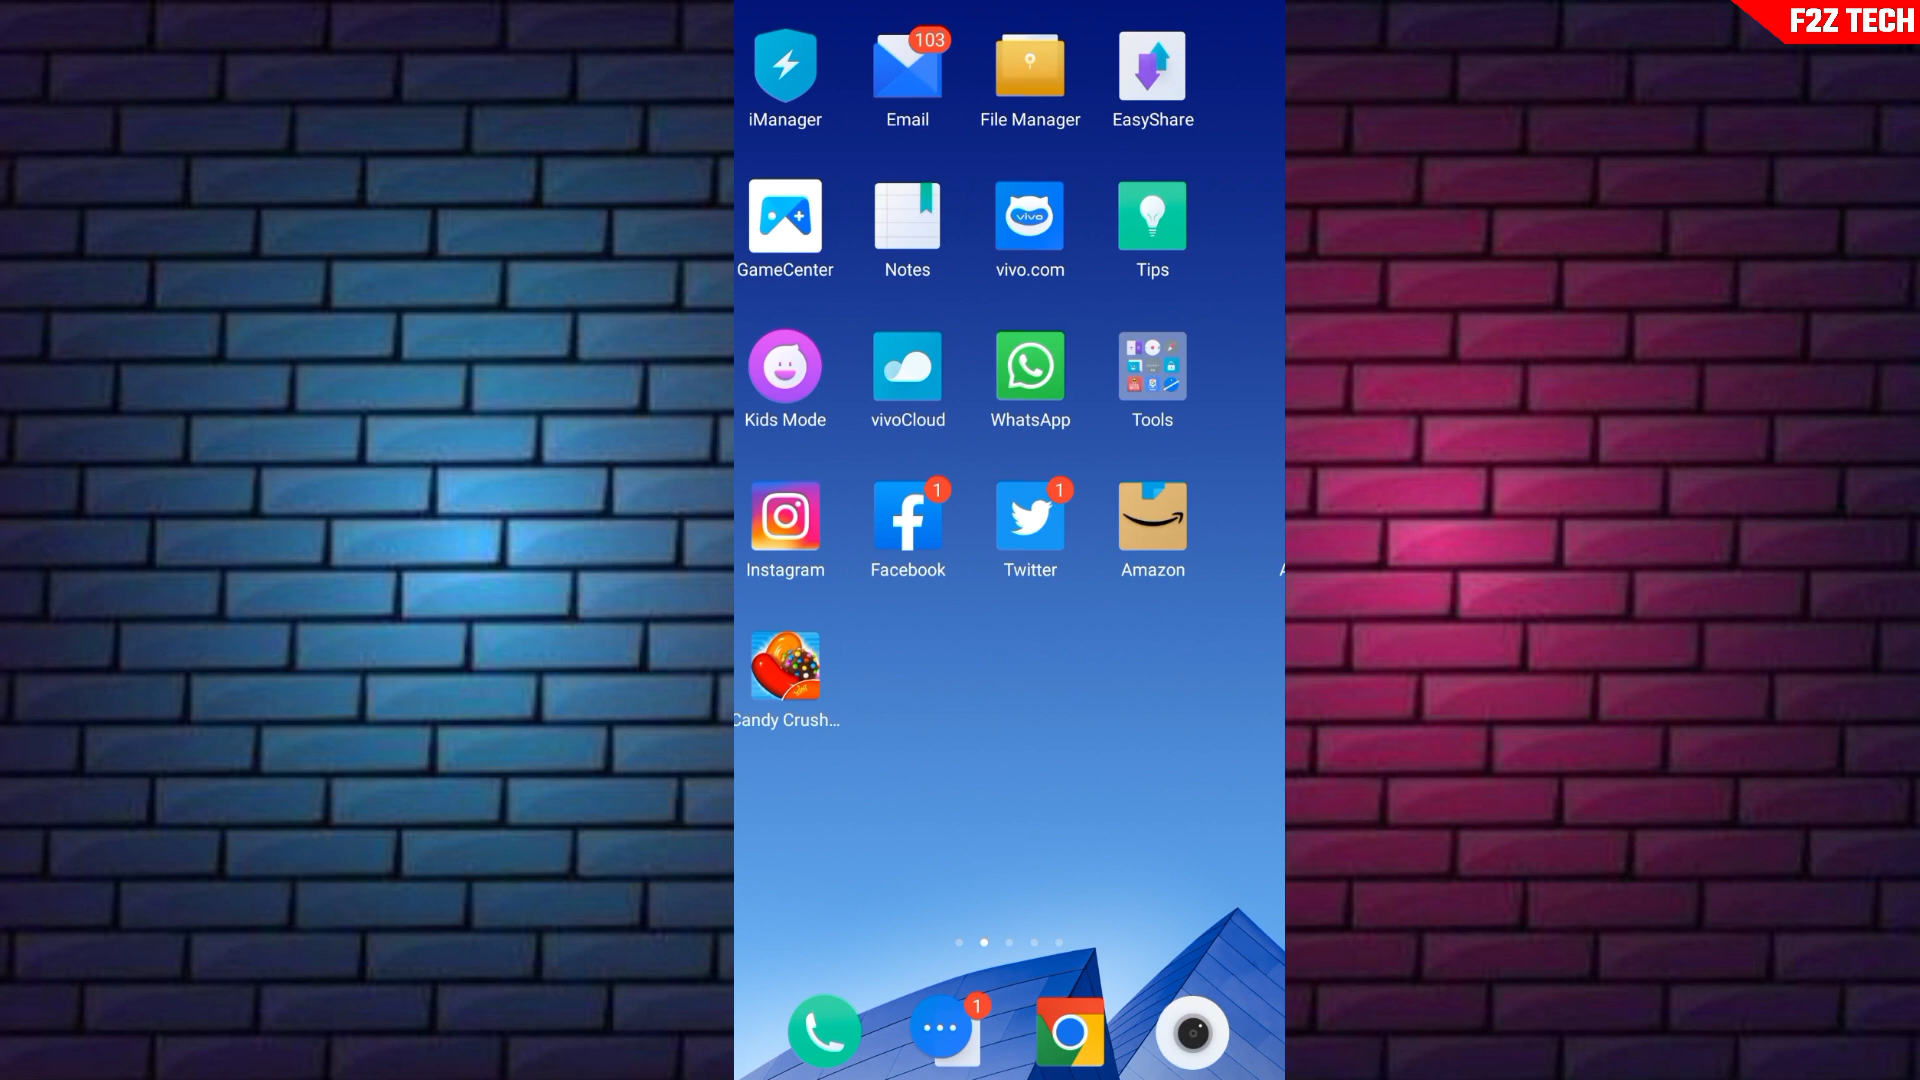 F2Z TECH
103
iManager
Email
File Manager
EasyShare
vivo
GameCenter
Notes
vivo.com
Tips
Kids Mode
vivoCloud
WhatsApp
Tools
1
1
Instagram
Facebook
Twitter
Amazon
Candy Crush...
1